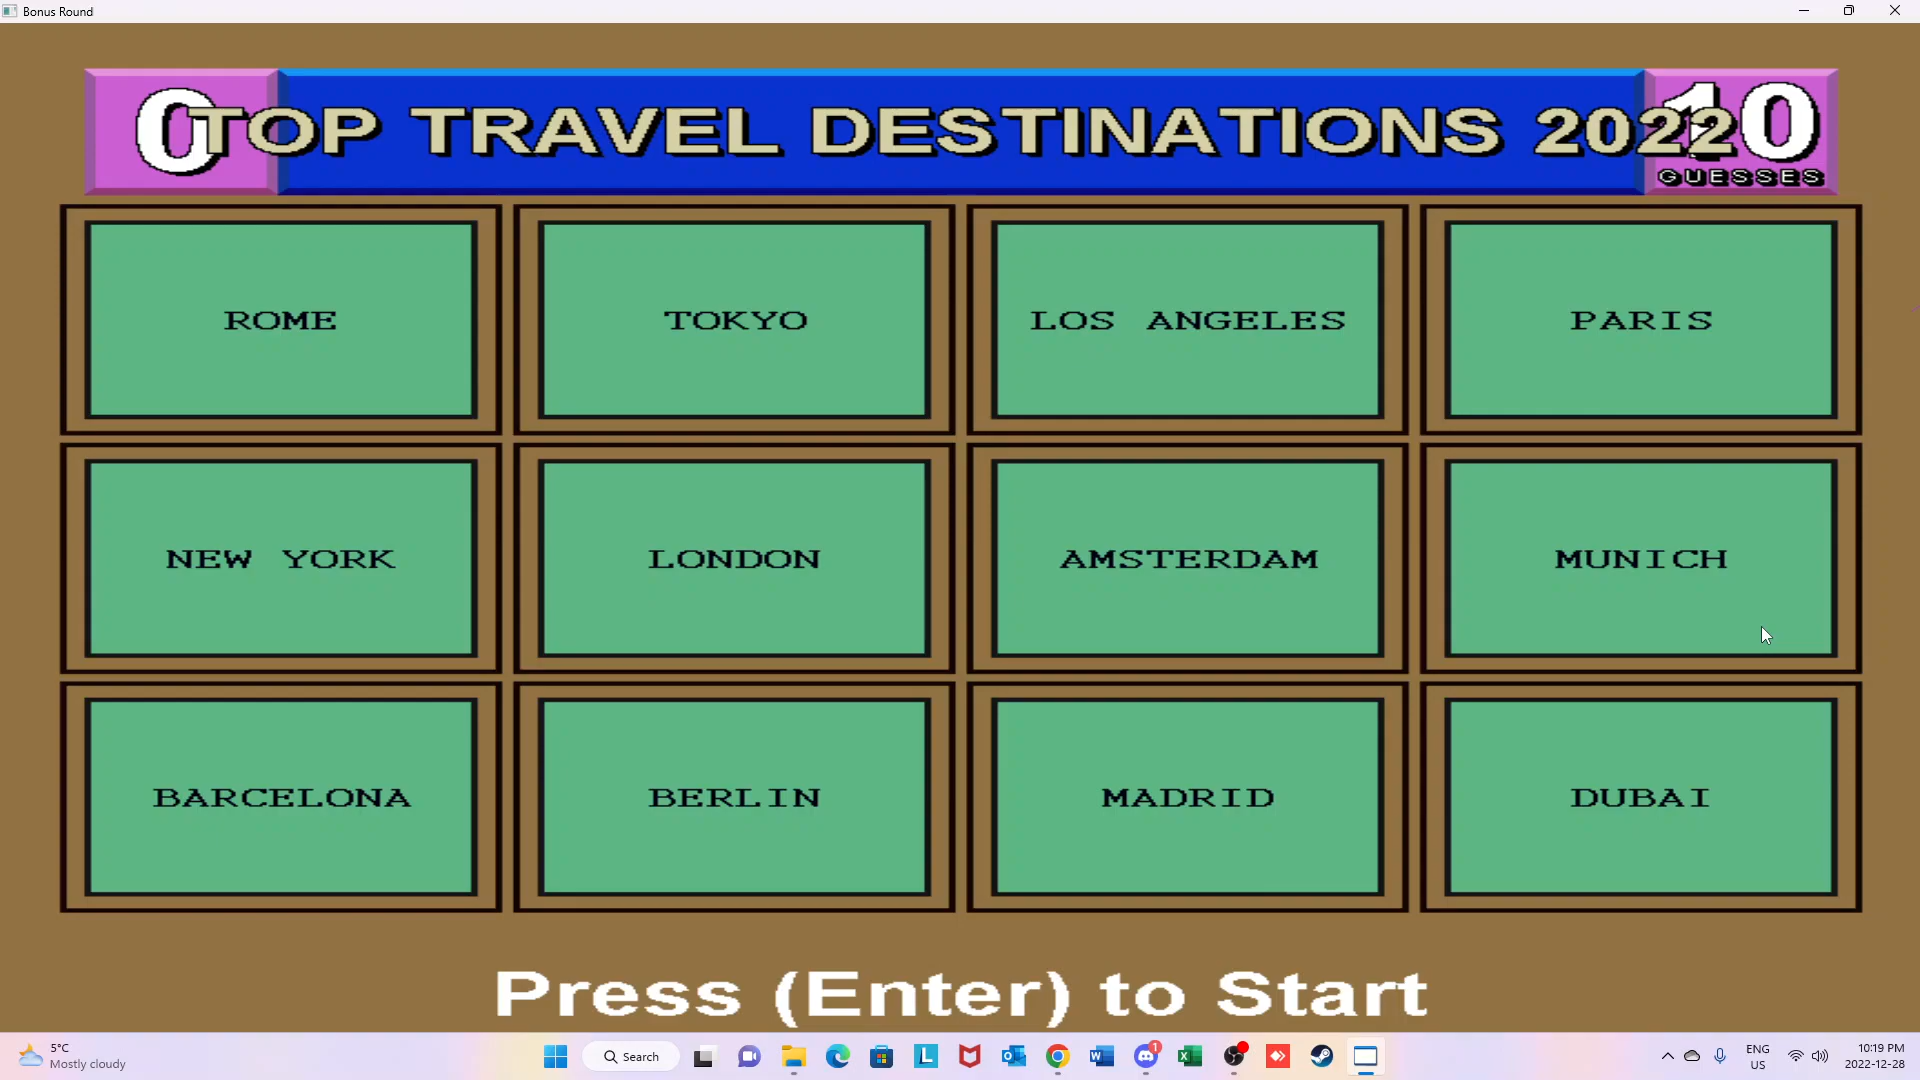 Bonus Round
0 TOP TRAVEL DESTINATIONS 2022 10
GUESSES
ROME TOKYO LOS ANGELES PARIS
NEW YORK LONDON AMSTERDAM MUNICH
BARCELONA BERLIN MADRID DUBAI
Press (Enter) to Start
5°C
Mostly cloudy
Search
1
ENG
US
10:19 PM
2022-12-28